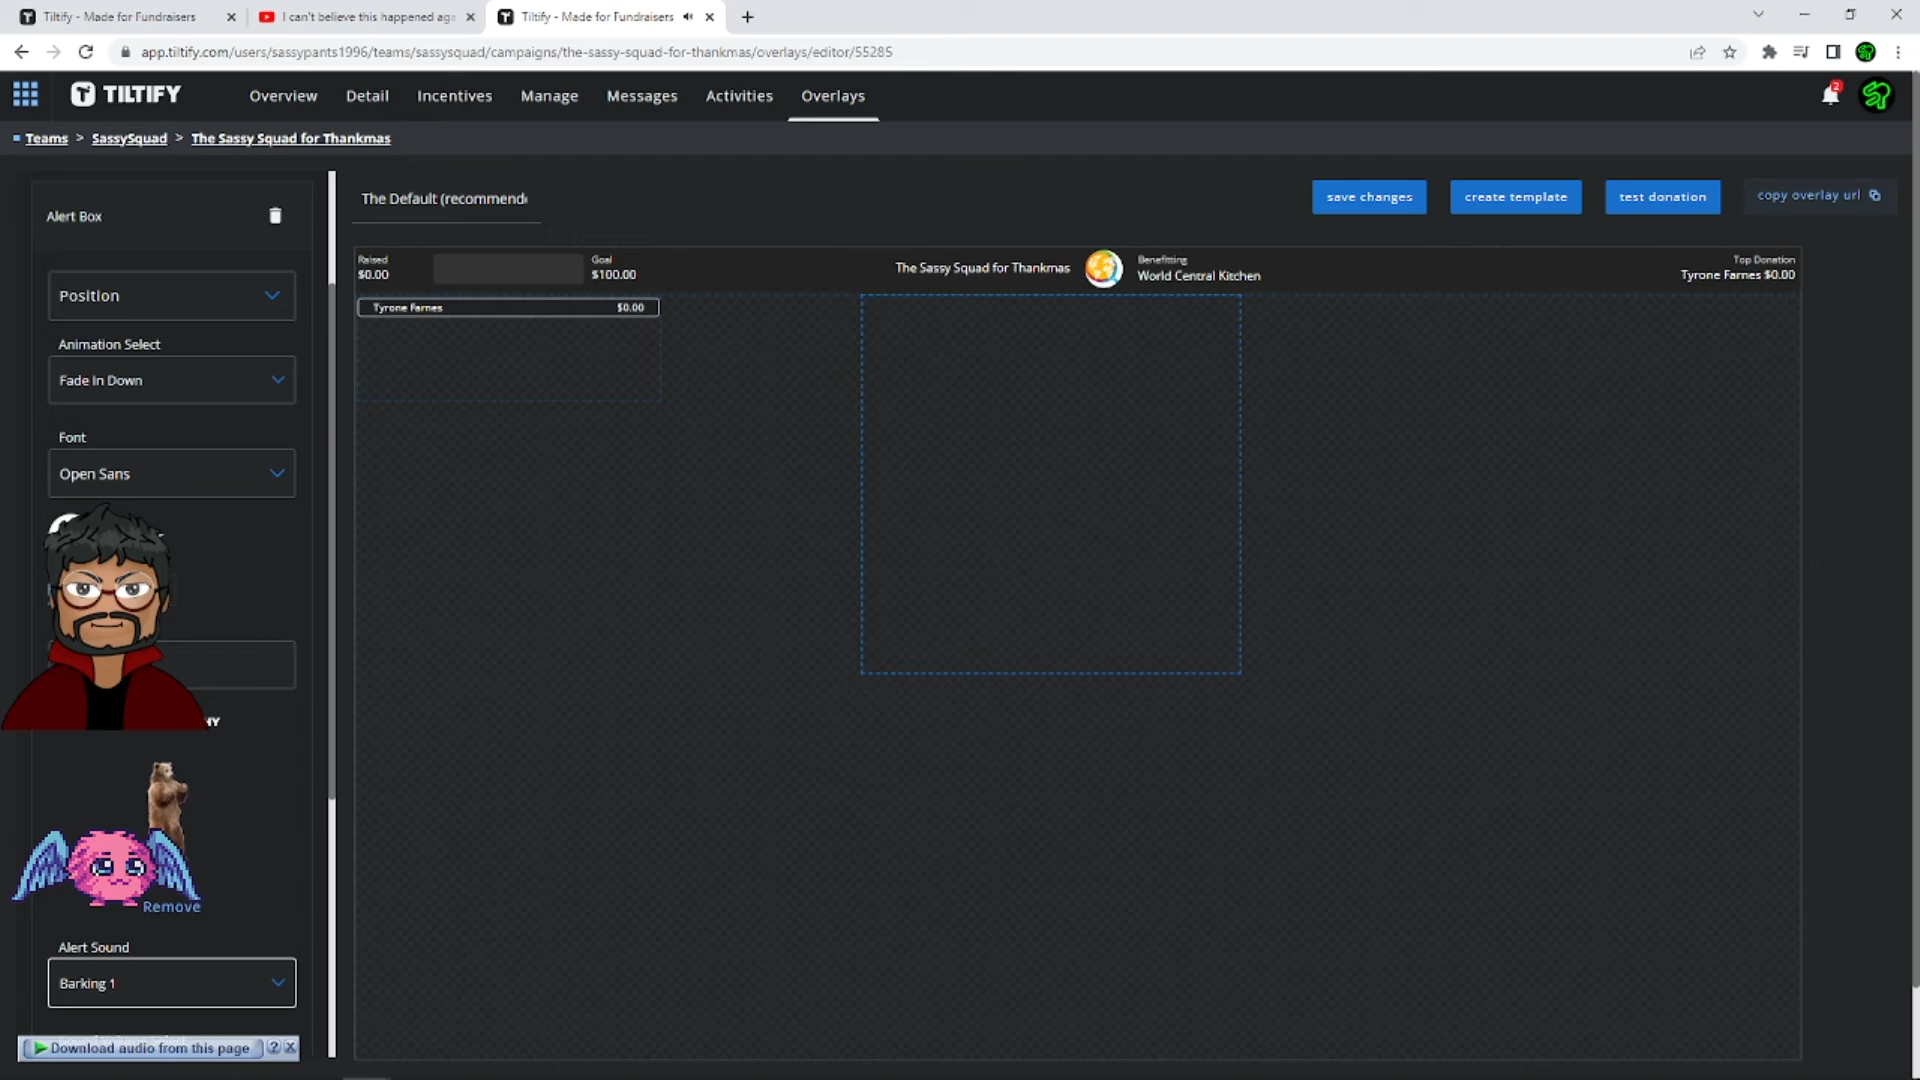 Tiltify - Made for Fundraisers
I can't believe this happened aga
Tiltify - Made for Fundraisers
app.tiltify.com/users/sassypants1996/teams/sassysquad/campaigns/the-sassy-squad-for-thankmas/overlays/editor/55285
TILTIFY
Overview
Detail
Incentives
Manage
Messages
Activities
Overlays
2
Teams > SassySquad > The Sassy Squad for Thankmas
Alert Box
The Default (recommend
save changes
create template
test donation
copy overlay url
Raised
$0.00
Goal
$100.00
The Sassy Squad for Thankmas
Benefitting
World Central Kitchen
Top Donation
Tyrone Farnes $0.00
Tyrone Farnes $0.00
Position
Animation Select
Fade In Down
Font
Open Sans
HY
Remove
Alert Sound
Barking 1
Download audio from this page
?